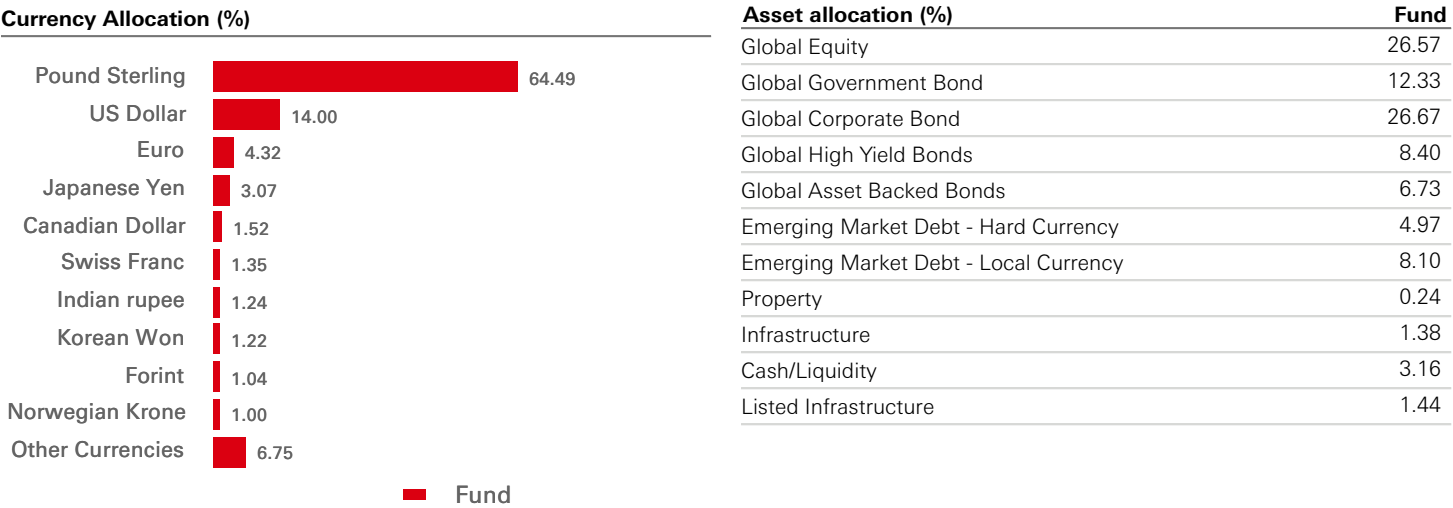 Currency Allocation (%)
Pound Sterling 64.49
US Dollar 14.00
Euro 4.32
Japanese Yen 3.07
Canadian Dollar 1.52
Swiss Franc 1.35
Indian rupee 1.24
Korean Won 1.22
Forint 1.04
Norwegian Krone 1.00
Other Currencies 6.75
Fund
Asset allocation (%) Fund
Global Equity 26.57
Global Government Bond 12.33
Global Corporate Bond 26.67
Global High Yield Bonds 8.40
Global Asset Backed Bonds 6.73
Emerging Market Debt - Hard Currency 4.97
Emerging Market Debt - Local Currency 8.10
Property 0.24
Infrastructure 1.38
Cash/Liquidity 3.16
Listed Infrastructure 1.44